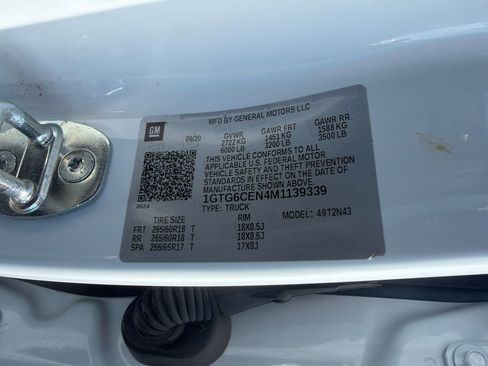 MFD BY GENERAL MOTORS LLC
GM
09/20 GVWR GAWR FRT GAWR RR
2722 KG 1451 KG 1588 KG
6000 LB 3200 LB 3500 LB
THIS VEHICLE CONFORMS TO ALL
APPLICABLE U.S. FEDERAL MOTOR
VEHICLE SAFETY AND THEFT PREVENTION
STANDARDS IN EFFECT ON THE
DATE OF MANUFACTURE SHOWN ABOVE.
1GTG6CEN4M1139339
0624 TYPE: TRUCK MODEL: 49T2N43
TIRE SIZE RIM
FRT 265/60R18 T 18X8.5J
RR 265/60R18 T 18X8.5J
SPA 255/65R17 T 17X8J